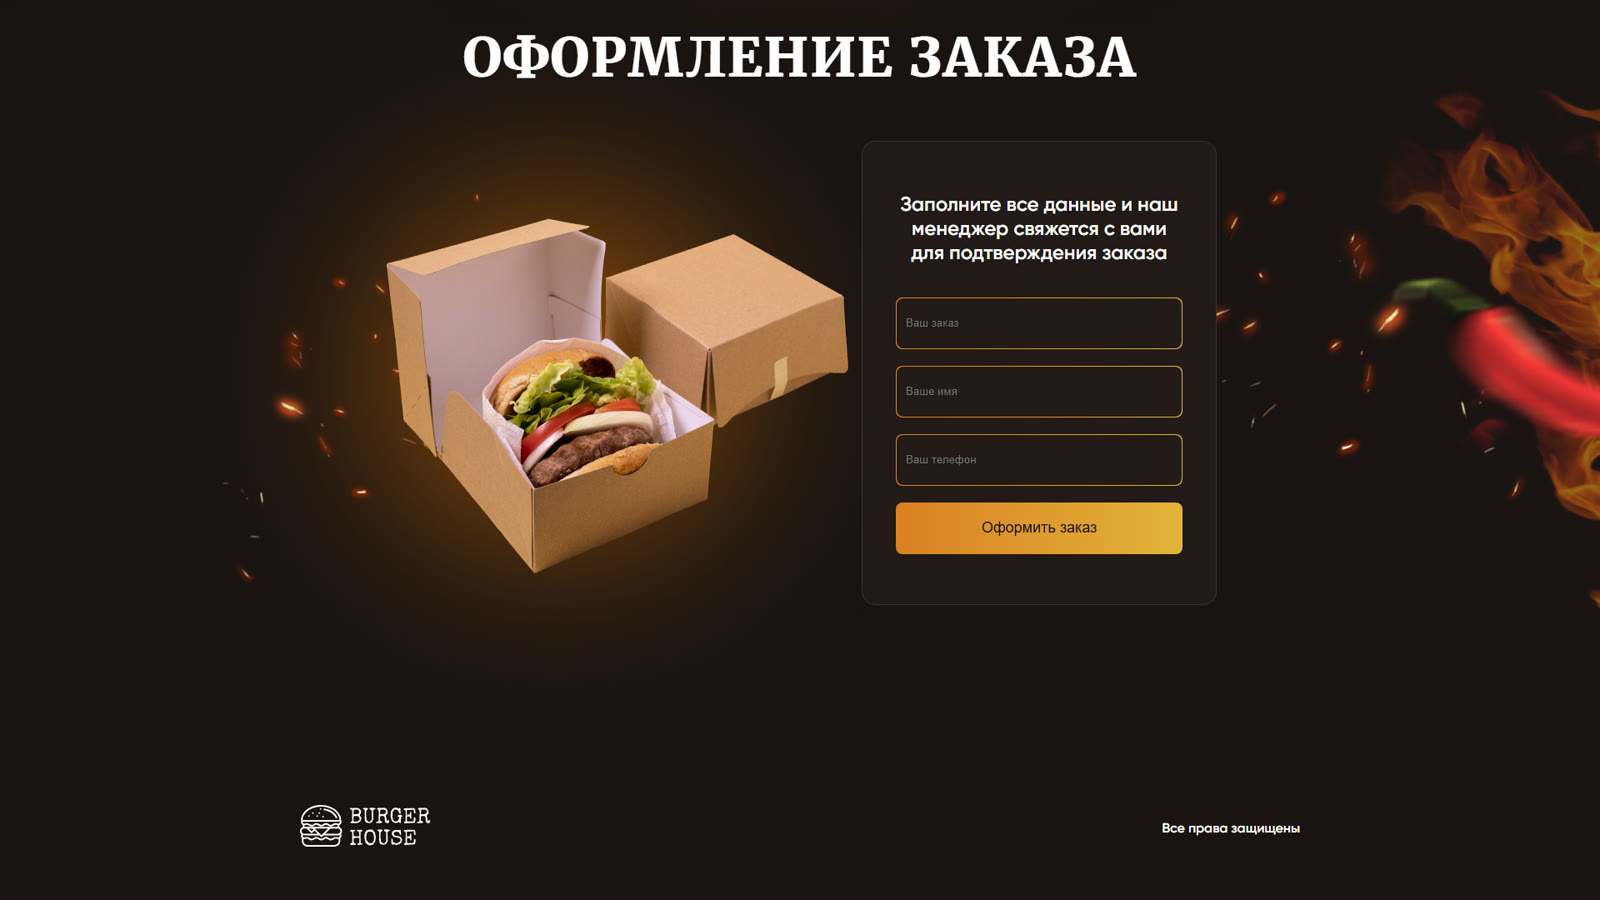 ОФОРМЛЕНИЕ ЗАКАЗА
Заполните все данные и наш
менеджер свяжется с вами
для подтверждения заказа
Ваш заказ
Ваше имя
Ваш телефон
Оформить заказ
BURGER
HOUSE
Все права защищены